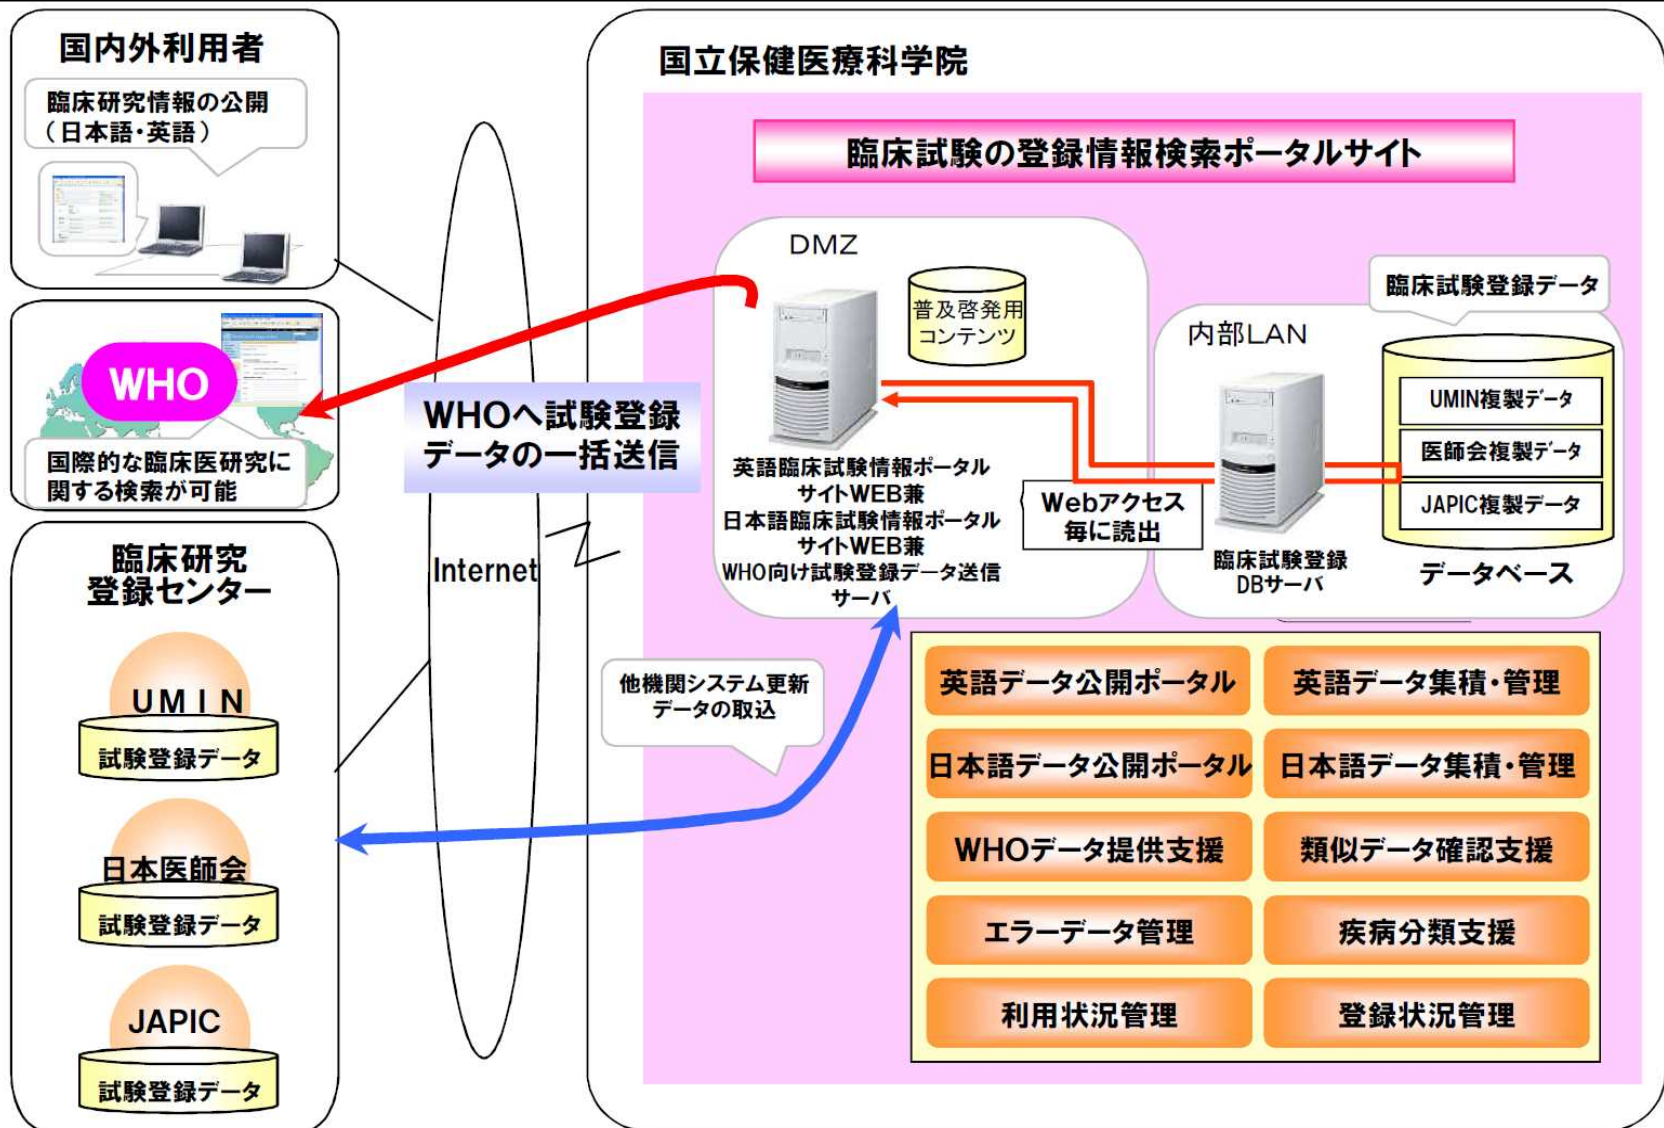 国内外利用者
臨床研究情報の公開
(日本語・英語)
WHO
国際的な臨床医研究に
関する検索が可能
臨床研究
登録センター
UMIN
試験登録データ
日本医師会
試験登録データ
JAPIC
試験登録データ
Internet
WHOへ試験登録
データの一括送信
国立保健医療科学院
臨床試験の登録情報検索ポータルサイト
DMZ
普及啓発用
コンテンツ
英語臨床試験情報ポータル
サイトWEB兼
日本語臨床試験情報ポータル
サイトWEB兼
WHO向け試験登録データ送信
サーバ
Webアクセス
毎に読出
内部LAN
臨床試験登録
DBサーバ
臨床試験登録データ
UMIN複製データ
医師会複製データ
JAPIC複製データ
データベース
他機関システム更新
データの取込
英語データ公開ポータル
英語データ集積・管理
日本語データ公開ポータル
日本語データ集積・管理
WHOデータ提供支援
類似データ確認支援
エラーデータ管理
疾病分類支援
利用状況管理
登録状況管理